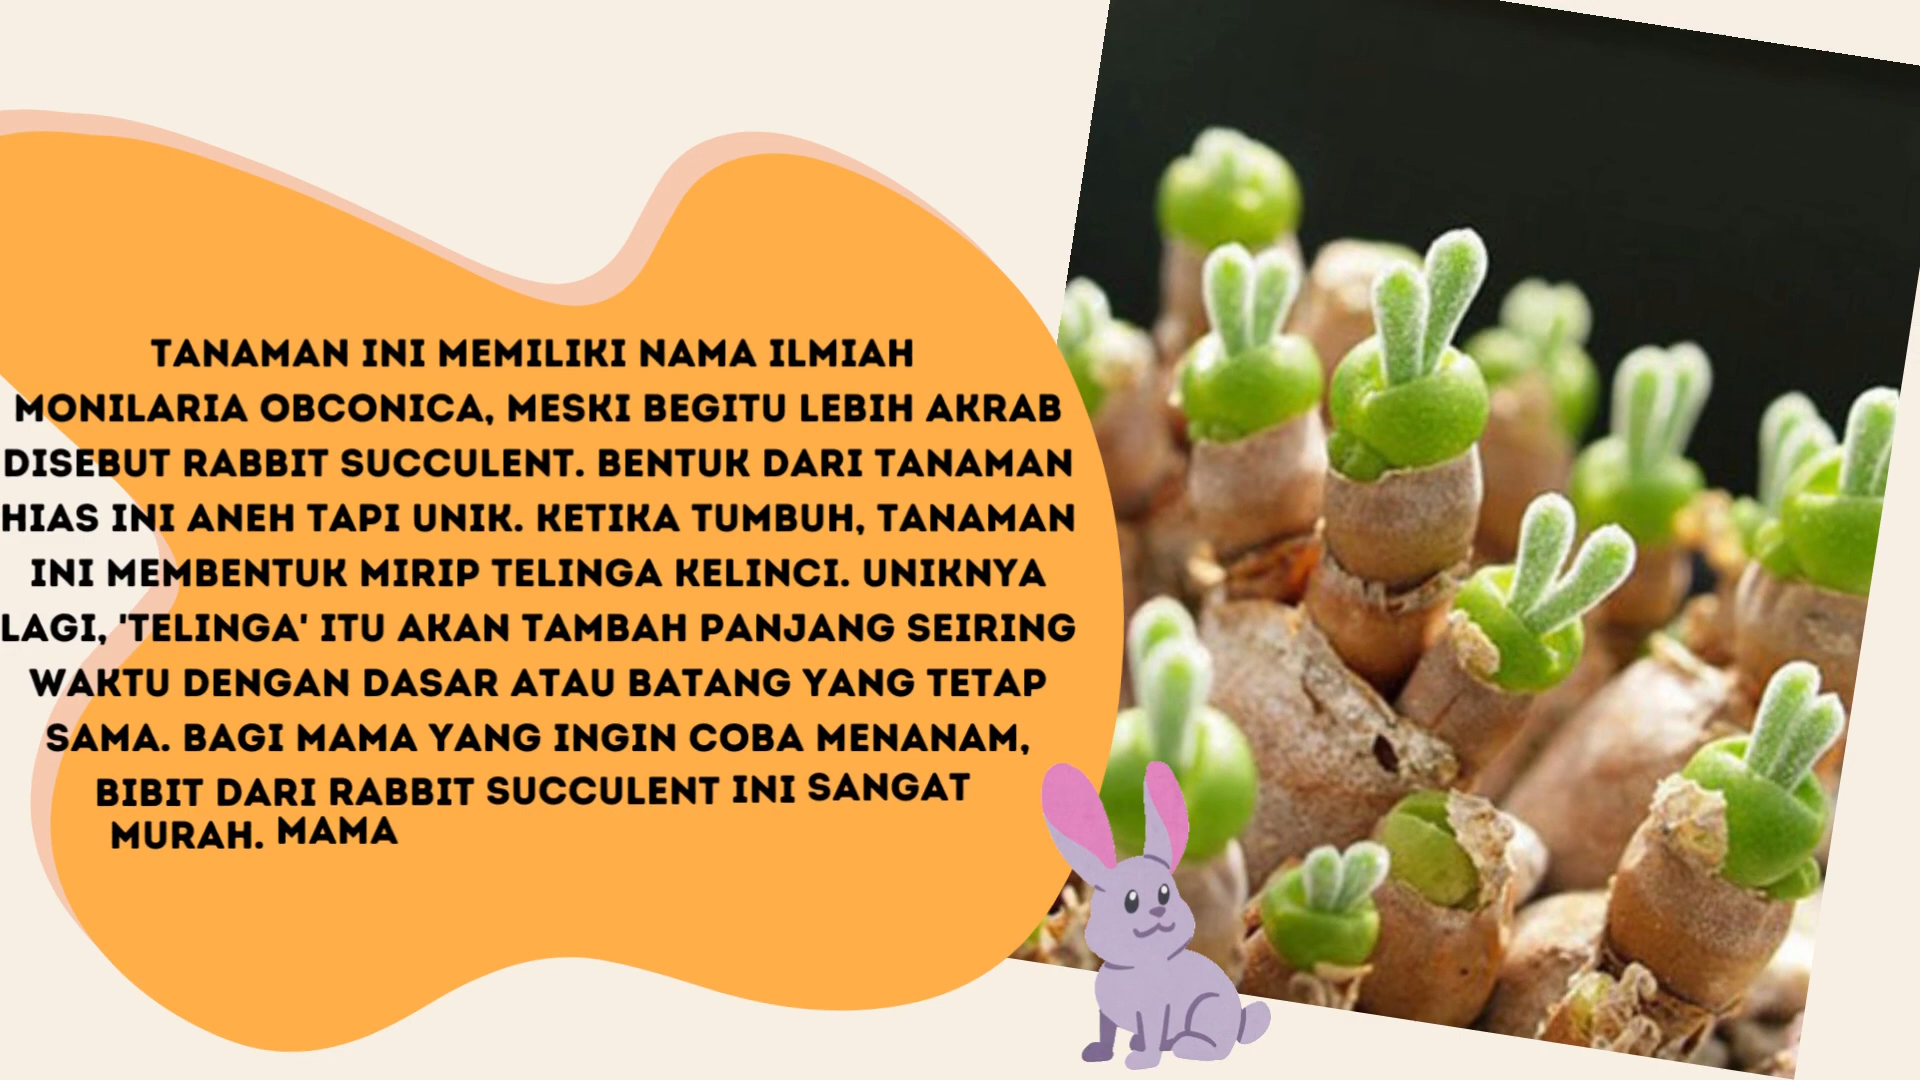 TANAMAN INI MEMILIKI NAMA ILMIAH
MONILARIA OBCONICA, MESKI BEGITU LEBIH AKRAB
DISEBUT RABBIT SUCCULENT. BENTUK DARI TANAMAN
HIAS INI ANEH TAPI UNIK. KETIKA TUMBUH, TANAMAN
INI MEMBENTUK MIRIP TELINGA KELINCI. UNIKNYA
LAGI, 'TELINGA' ITU AKAN TAMBAH PANJANG SEIRING
WAKTU DENGAN DASAR ATAU BATANG YANG TETAP
SAMA. BAGI MAMA YANG INGIN COBA MENANAM,
BIBIT DARI RABBIT SUCCULENT INI SANGAT
MURAH. MAMA